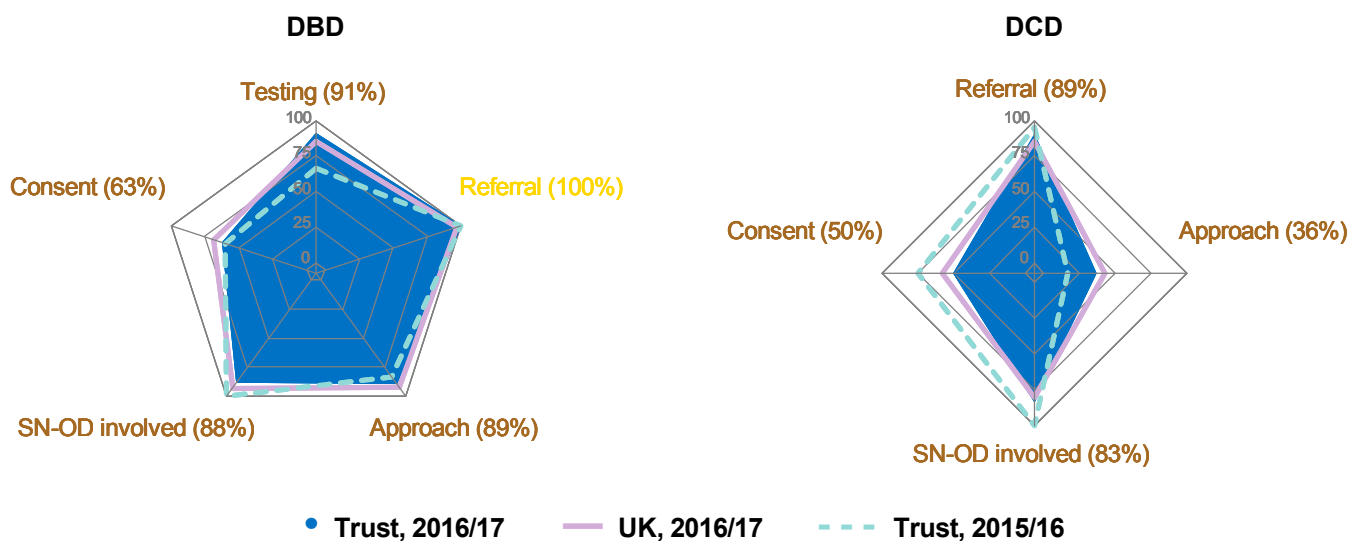 DBD
Testing (91%)
100
75
50
25
0
Consent (63%)
Referral (100%)
SN-OD involved (88%)
Approach (89%)
DCD
Referral (89%)
100
75
50
25
0
Consent (50%)
Approach (36%)
SN-OD involved (83%)
Trust, 2016/17
UK, 2016/17
Trust, 2015/16